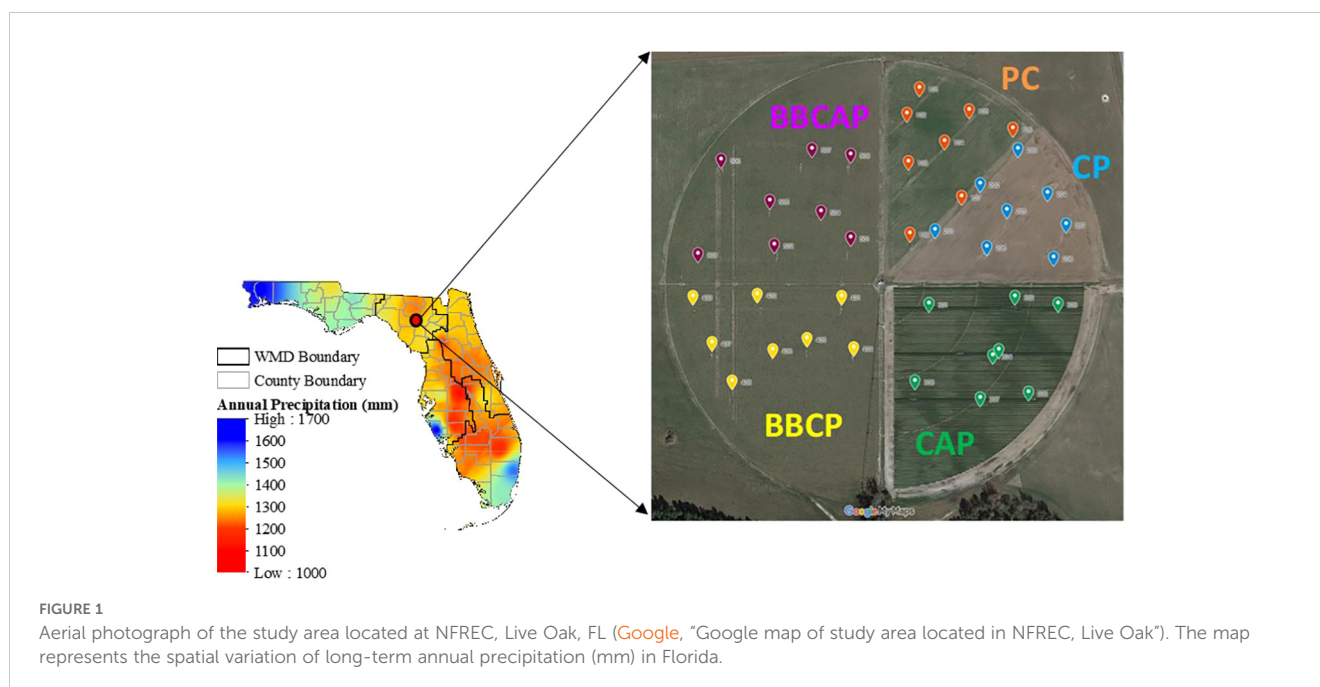 BBCAP
PC
CP
BBCP
CAP
Google My Maps
WMD Boundary
County Boundary
Annual Precipitation (mm)
High : 1700
1600
1500
1400
1300
1200
1100
Low : 1000
FIGURE 1
Aerial photograph of the study area located at NFREC, Live Oak, FL (Google, “Google map of study area located in NFREC, Live Oak”). The map
represents the spatial variation of long-term annual precipitation (mm) in Florida.